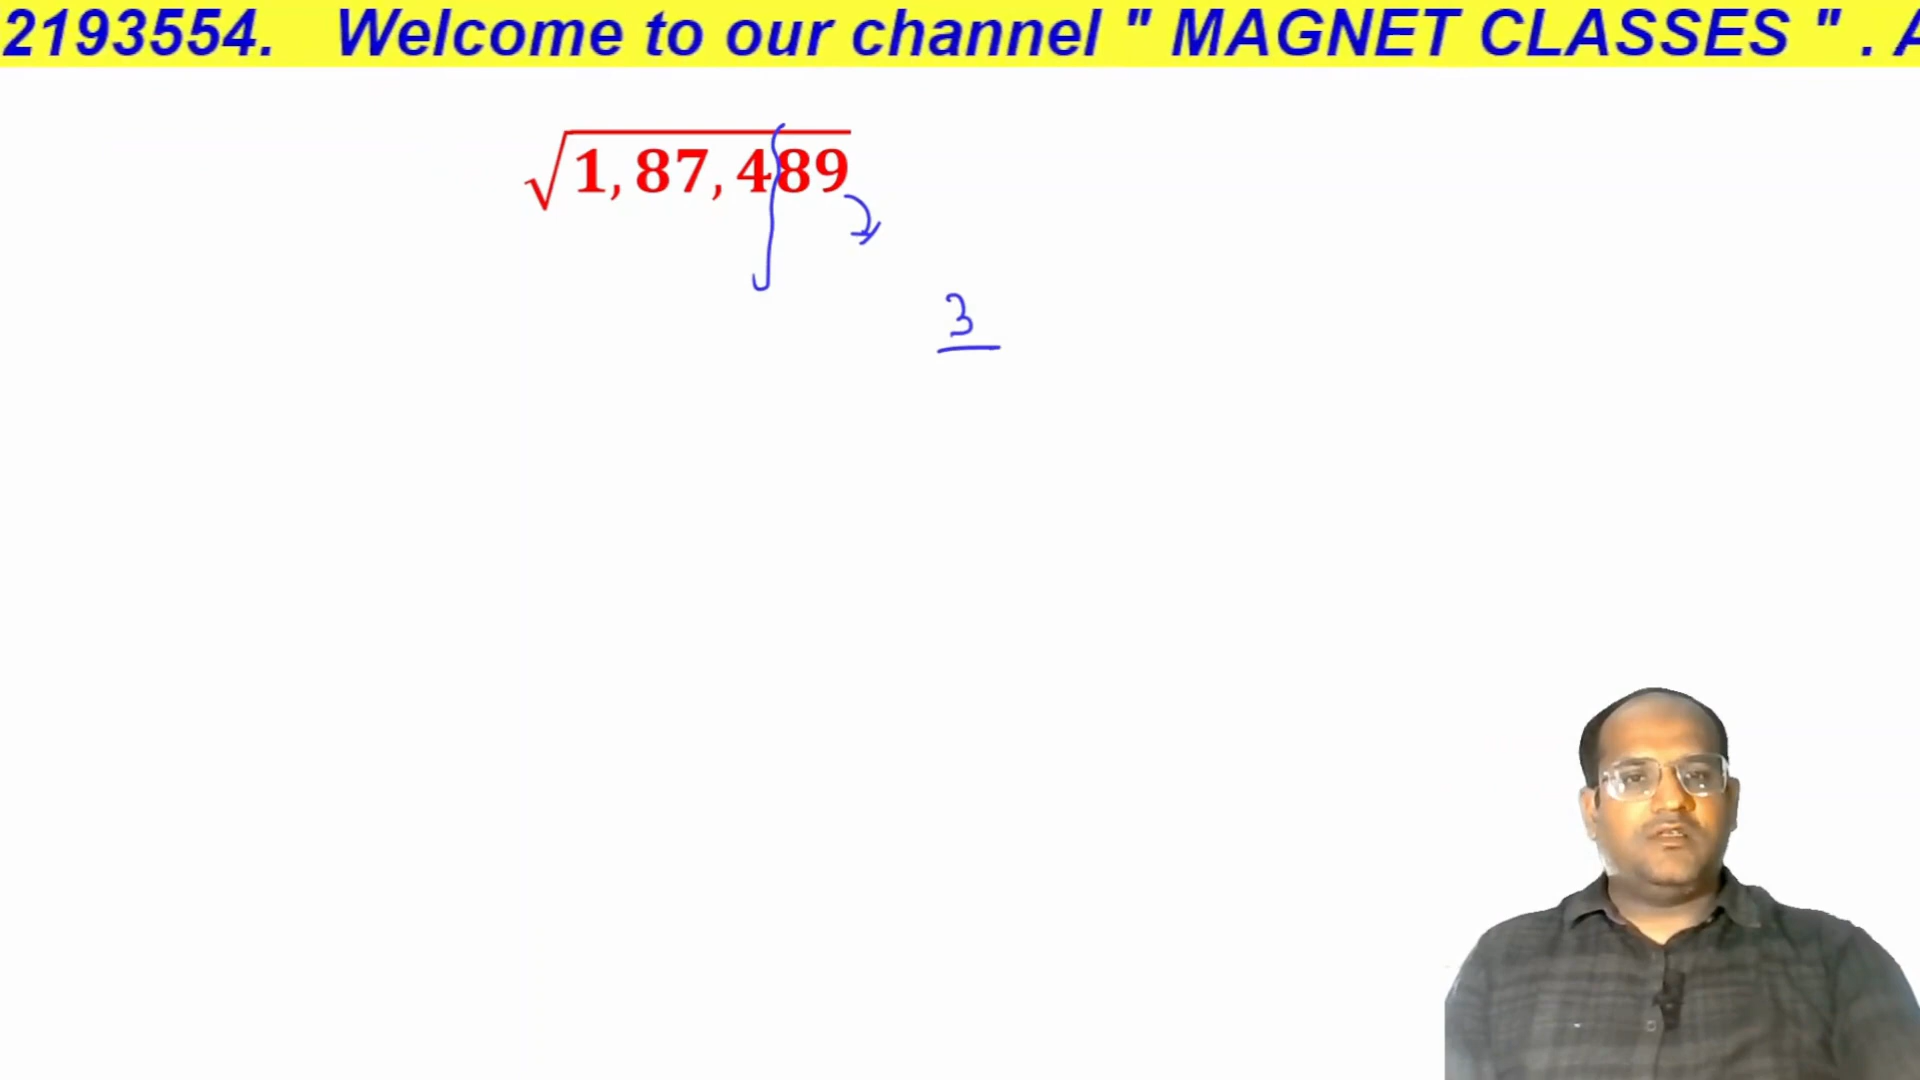 2193554. Welcome to our channel " MAGNET CLASSES " . A
√1,87,489
3